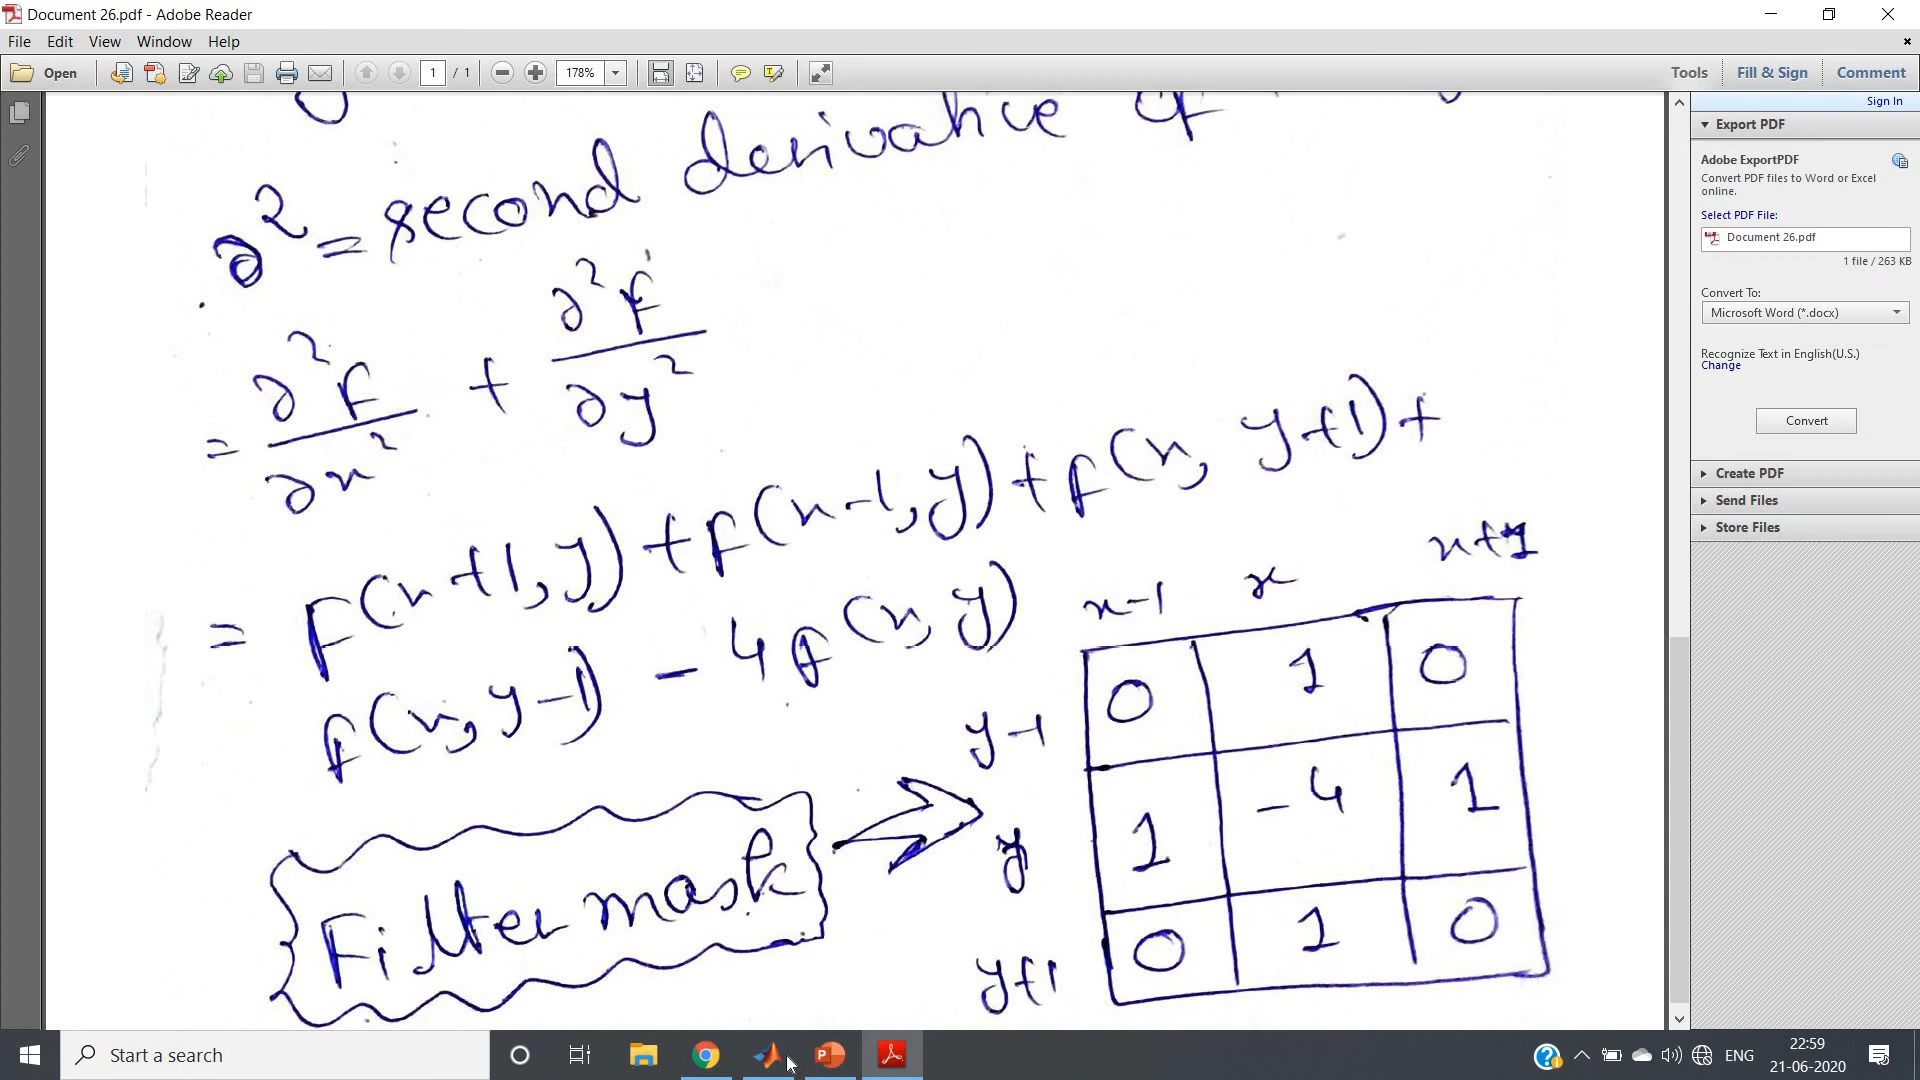 Document 26.pdf - Adobe Reader
File Edit View Window Help
Open 1 / 1 178% Tools Fill & Sign Comment
Sign In
∂² = second derivative of
= ∂²f/∂x² + ∂²f/∂y²
= f(x+1, y) + f(x-1, y) + f(x, y+1) +
f(x, y-1) - 4f(x, y)
Filter mask
x-1 x x+1
y-1 0 1 0
y 1 -4 1
y+1 0 1 0
Export PDF
Adobe ExportPDF
Convert PDF files to Word or Excel
online.
Select PDF File:
Document 26.pdf
1 file / 263 KB
Convert To:
Microsoft Word (*.docx)
Recognize Text in English(U.S.)
Change
Convert
Create PDF
Send Files
Store Files
Start a search
ENG
22:59
21-06-2020